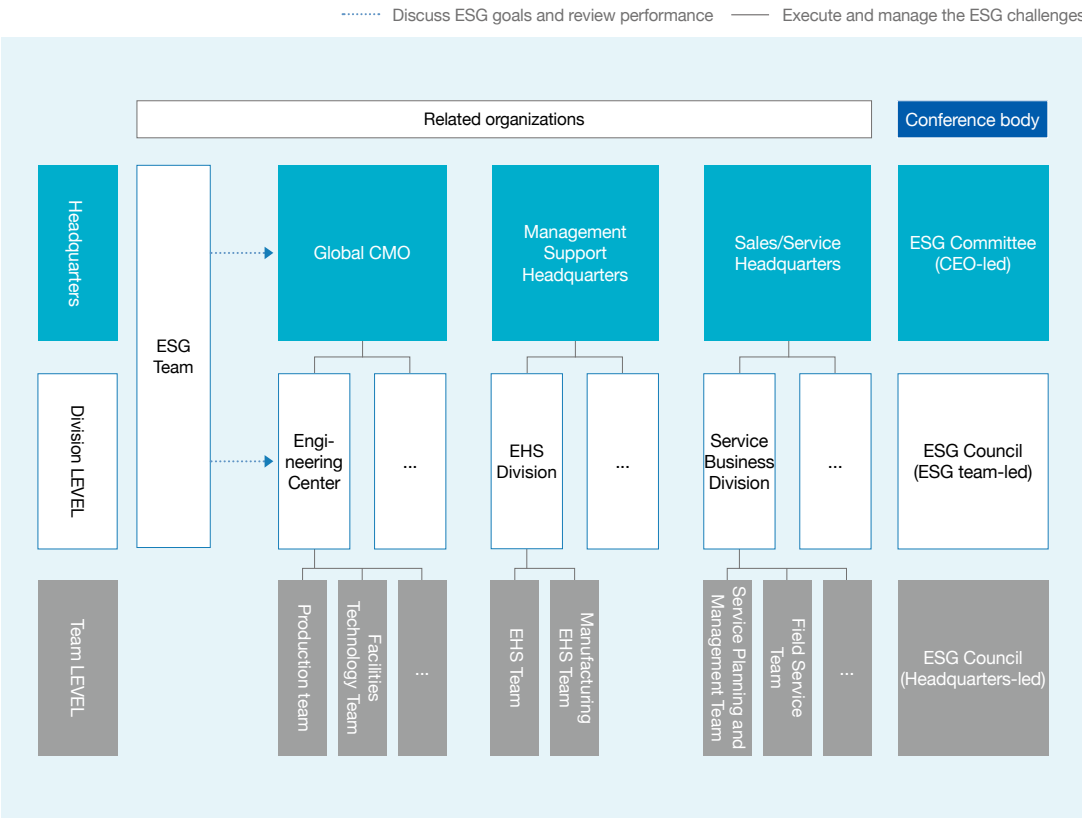 Discuss ESG goals and review performance
Execute and manage the ESG challenges
Related organizations
Conference body
Headquarters
ESG
Team
Global CMO
Management
Support
Headquarters
Sales/Service
Headquarters
ESG Committee
(CEO-led)
Division LEVEL
Engi-
neering
Center
...
EHS
Division
...
Service
Business
Division
...
ESG Council
(ESG team-led)
Team LEVEL
Production team
Facilities
Technology Team
...
EHS Team
Manufacturing
EHS Team
Service Planning and
Management Team
Field Service
Team
...
ESG Council
(Headquarters-led)